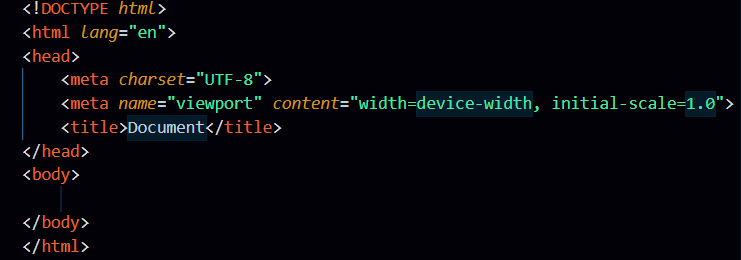 <!DOCTYPE html>
<html lang="en">
<head>
    <meta charset="UTF-8">
    <meta name="viewport" content="width=device-width, initial-scale=1.0">
    <title>Document</title>
</head>
<body>
</body>
</html>